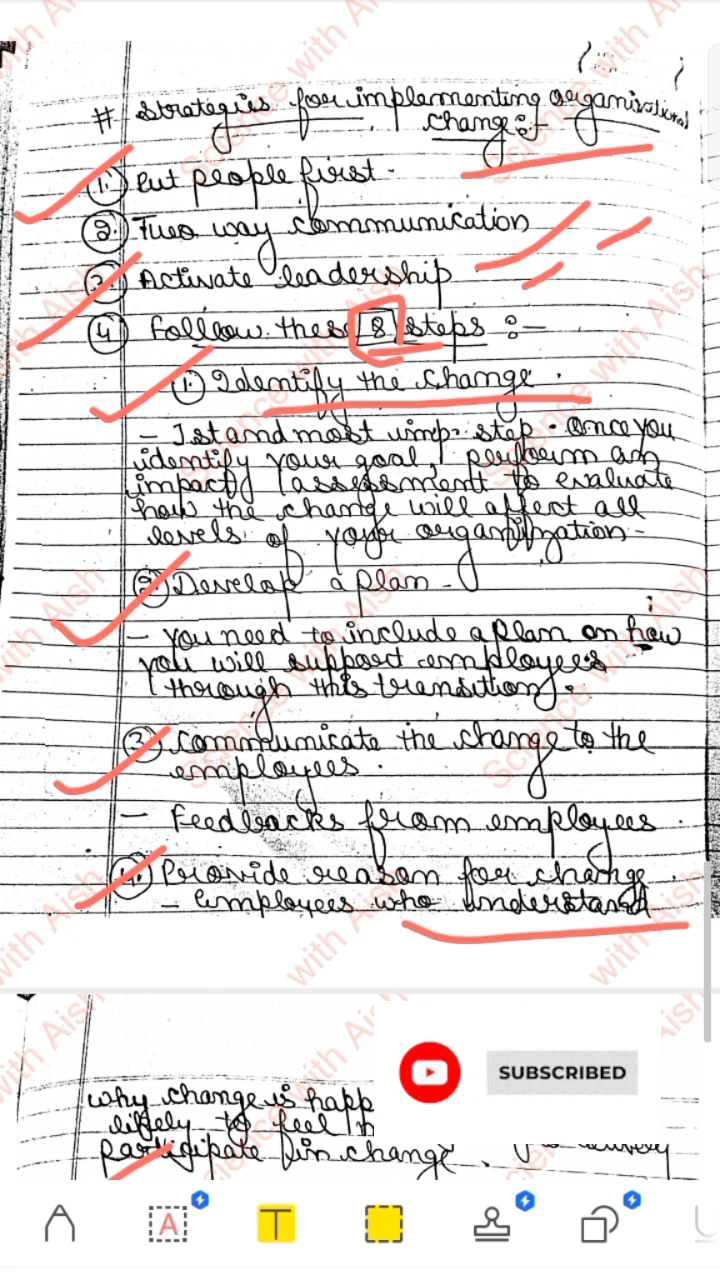 # Strategies for implementing organisational
change :-
1. Put people first -
2. Two way communication
3. Activate leadership
4 Follow these 8 steps :-
① Identify the change .
- Ist and most imp. step. Once you
identify your goal, perform an
impact assessment to evaluate
how the change will affect all
levels of your organization -
2. Develop a plan -
- you need to include a plan on how
you will support employees
through this transition .
3 communicate the change to the
employees .
- Feedbacks from employees .
4. Provide reason for change
- employees who understand
why change is happ
likely to feel
participate in change .
SUBSCRIBED
A
T
Science with Aish